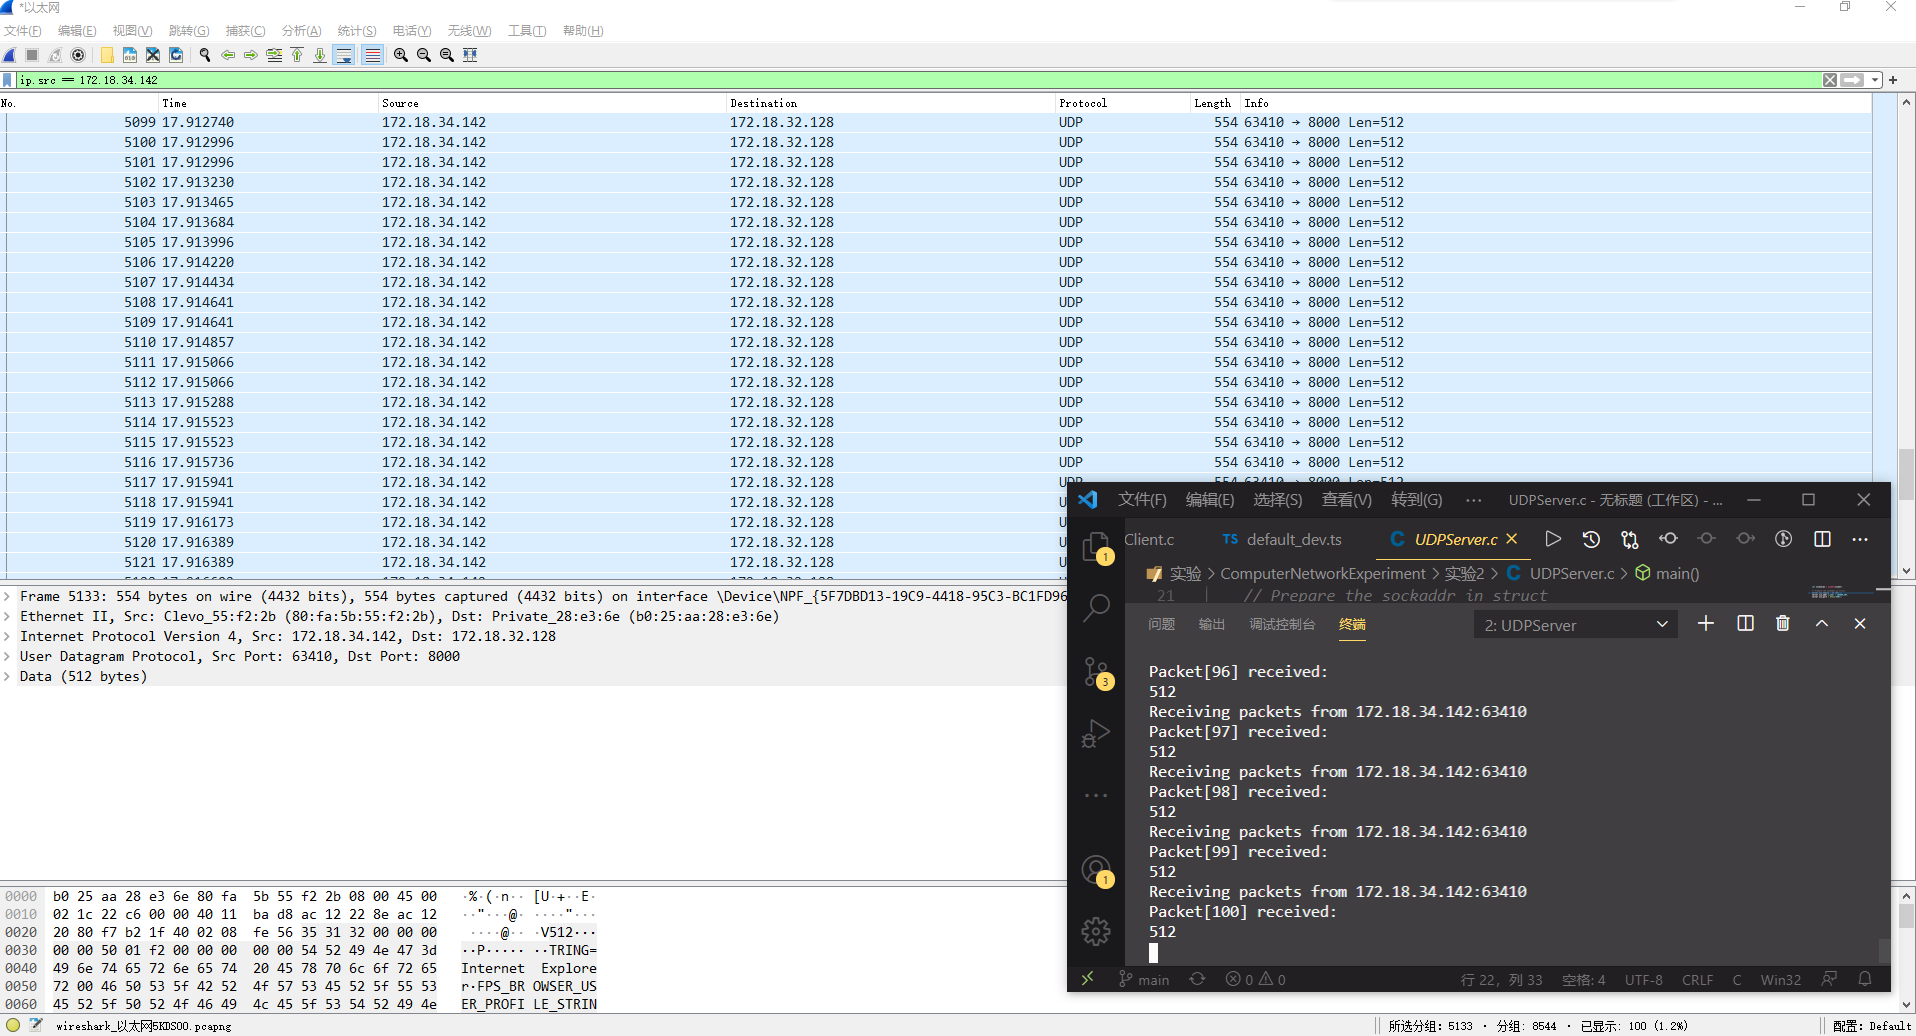 *以太网
文件(F) 编辑(E) 视图(V) 跳转(G) 捕获(C) 分析(A) 统计(S) 电话(Y) 无线(W) 工具(T) 帮助(H)
ip.src == 172.18.34.142
No. Time Source Destination Protocol Length Info
5099 17.912740 172.18.34.142 172.18.32.128 UDP 554 63410 → 8000 Len=512
5100 17.912996 172.18.34.142 172.18.32.128 UDP 554 63410 → 8000 Len=512
5101 17.912996 172.18.34.142 172.18.32.128 UDP 554 63410 → 8000 Len=512
5102 17.913230 172.18.34.142 172.18.32.128 UDP 554 63410 → 8000 Len=512
5103 17.913465 172.18.34.142 172.18.32.128 UDP 554 63410 → 8000 Len=512
5104 17.913684 172.18.34.142 172.18.32.128 UDP 554 63410 → 8000 Len=512
5105 17.913996 172.18.34.142 172.18.32.128 UDP 554 63410 → 8000 Len=512
5106 17.914220 172.18.34.142 172.18.32.128 UDP 554 63410 → 8000 Len=512
5107 17.914434 172.18.34.142 172.18.32.128 UDP 554 63410 → 8000 Len=512
5108 17.914641 172.18.34.142 172.18.32.128 UDP 554 63410 → 8000 Len=512
5109 17.914641 172.18.34.142 172.18.32.128 UDP 554 63410 → 8000 Len=512
5110 17.914857 172.18.34.142 172.18.32.128 UDP 554 63410 → 8000 Len=512
5111 17.915066 172.18.34.142 172.18.32.128 UDP 554 63410 → 8000 Len=512
5112 17.915066 172.18.34.142 172.18.32.128 UDP 554 63410 → 8000 Len=512
5113 17.915288 172.18.34.142 172.18.32.128 UDP 554 63410 → 8000 Len=512
5114 17.915523 172.18.34.142 172.18.32.128 UDP 554 63410 → 8000 Len=512
5115 17.915523 172.18.34.142 172.18.32.128 UDP 554 63410 → 8000 Len=512
5116 17.915736 172.18.34.142 172.18.32.128 UDP 554 63410 → 8000 Len=512
5117 17.915941 172.18.34.142 172.18.32.128 UDP 554 63410 → 8000 Len=512
5118 17.915941 172.18.34.142 172.18.32.128
5119 17.916173 172.18.34.142 172.18.32.128
5120 17.916389 172.18.34.142 172.18.32.128
5121 17.916389 172.18.34.142 172.18.32.128
Frame 5133: 554 bytes on wire (4432 bits), 554 bytes captured (4432 bits) on interface \Device\NPF_{5F7DBD13-19C9-4418-95C3-BC1FD96
Ethernet II, Src: Clevo_55:f2:2b (80:fa:5b:55:f2:2b), Dst: Private_28:e3:6e (b0:25:aa:28:e3:6e)
Internet Protocol Version 4, Src: 172.18.34.142, Dst: 172.18.32.128
User Datagram Protocol, Src Port: 63410, Dst Port: 8000
Data (512 bytes)
0000 b0 25 aa 28 e3 6e 80 fa 5b 55 f2 2b 08 00 45 00 ·%·(·n·· [U·+··E·
0010 02 1c 22 c6 00 00 40 11 ba d8 ac 12 22 8e ac 12 ··"···@· ····"···
0020 20 80 f7 b2 1f 40 02 08 fe 56 35 31 32 00 00 00 ····@·· ·V512···
0030 00 00 50 01 f2 00 00 00 00 00 54 52 49 4e 47 3d ··P····· ··TRING=
0040 49 6e 74 65 72 6e 65 74 20 45 78 70 6c 6f 72 65 Internet Explore
0050 72 00 46 50 53 5f 42 52 4f 57 53 45 52 5f 55 53 r·FPS_BR OWSER_US
0060 45 52 5f 50 52 4f 46 49 4c 45 5f 53 54 52 49 4e ER_PROFI LE_STRIN
wireshark_以太网5KDS00.pcapng
所选分组: 5133 · 分组: 8544 · 已显示: 100 (1.2%)
配置: Default
文件(F) 编辑(E) 选择(S) 查看(V) 转到(G) ··· UDPServer.c - 无标题 (工作区) - ...
Client.c TS default_dev.ts C UDPServer.c
实验 > ComputerNetworkExperiment > 实验2 > C UDPServer.c > main()
21 // Prepare the sockaddr_in struct
问题 输出 调试控制台 终端 2: UDPServer
1
3
1
Packet[96] received:
512
Receiving packets from 172.18.34.142:63410
Packet[97] received:
512
Receiving packets from 172.18.34.142:63410
Packet[98] received:
512
Receiving packets from 172.18.34.142:63410
Packet[99] received:
512
Receiving packets from 172.18.34.142:63410
Packet[100] received:
512
main 0 0 行 22, 列 33 空格: 4 UTF-8 CRLF C Win32